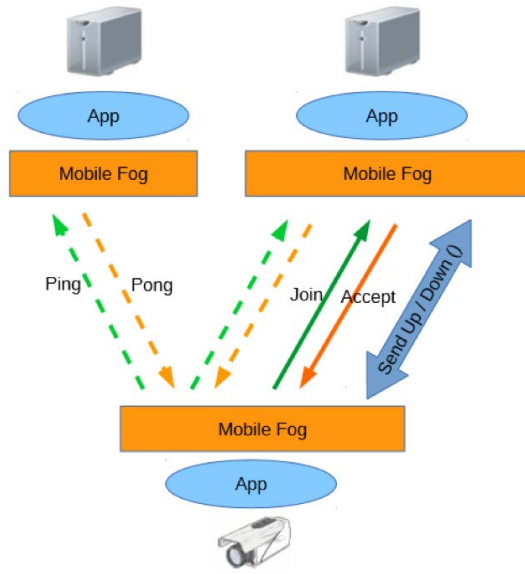 App
App
Mobile Fog
Mobile Fog
Ping
Pong
Join
Accept
Send Up / Down ()
Mobile Fog
App